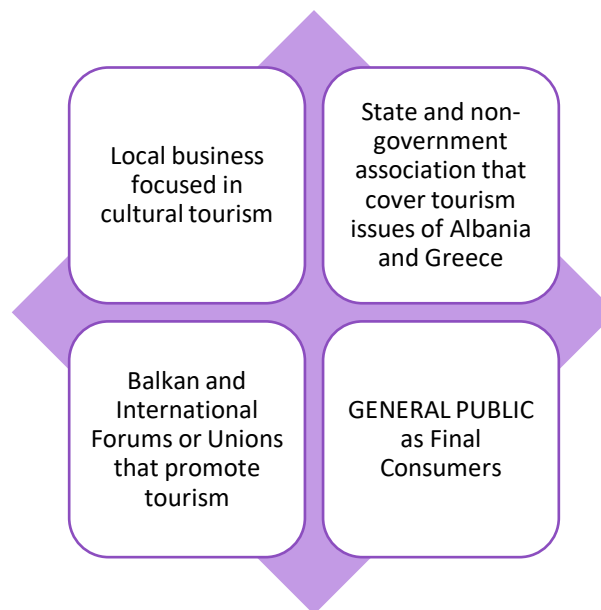 Local business
focused in
cultural tourism
State and non-
government
association that
cover tourism
issues of Albania
and Greece
Balkan and
International
Forums or Unions
that promote
tourism
GENERAL PUBLIC
as Final
Consumers